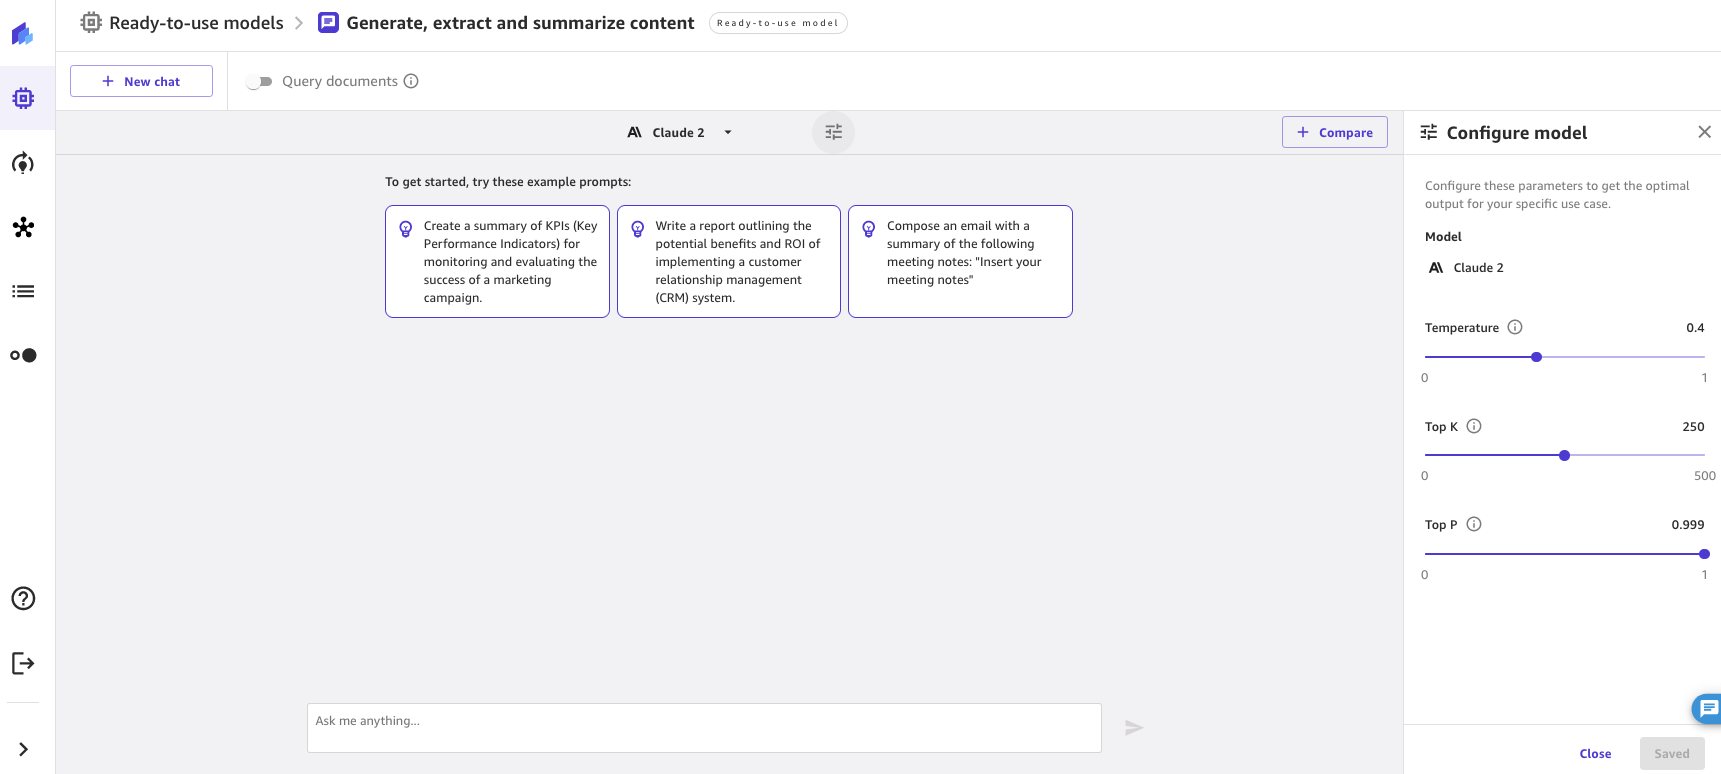 Ready-to-use models
Generate, extract and summarize content
Ready-to-use model
New chat
Query documents
Claude 2
Compare
To get started, try these example prompts:
Create a summary of KPIs (Key
Performance Indicators) for
monitoring and evaluating the
success of a marketing
campaign.
Write a report outlining the
potential benefits and ROI of
implementing a customer
relationship management
(CRM) system.
Compose an email with a
summary of the following
meeting notes: "Insert your
meeting notes"
Ask me anything...
Configure model
Configure these parameters to get the optimal
output for your specific use case.
Model
Claude 2
Temperature 0.4
0 1
Top K 250
0 500
Top P 0.999
0 1
Close Saved